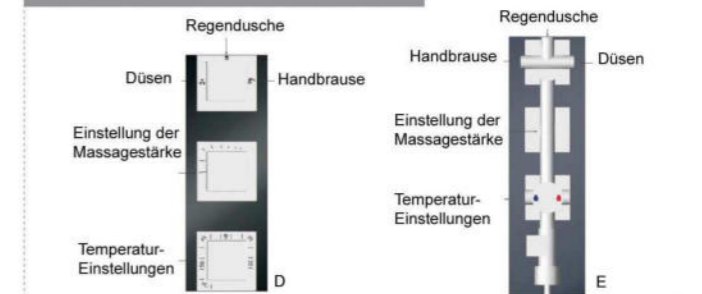 Regendusche
Düsen
Handbrause
Einstellung der
Massagestärke
Temperatur-
Einstellungen
D
Regendusche
Handbrause
Düsen
Einstellung der
Massagestärke
Temperatur-
Einstellungen
E